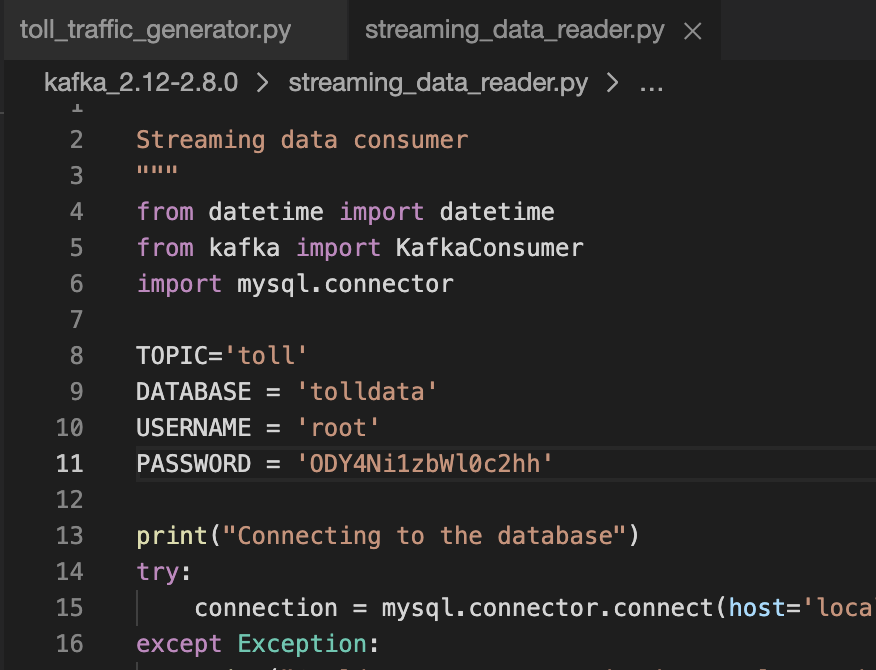 toll_traffic_generator.py streaming_data_reader.py ×
kafka_2.12-2.8.0 > streaming_data_reader.py > ...
1
2 Streaming data consumer
3 """
4 from datetime import datetime
5 from kafka import KafkaConsumer
6 import mysql.connector
7
8 TOPIC='toll'
9 DATABASE = 'tolldata'
10 USERNAME = 'root'
11 PASSWORD = 'ODY4Ni1zbWl0c2hh'
12
13 print("Connecting to the database")
14 try:
15 connection = mysql.connector.connect(host='loca
16 except Exception: